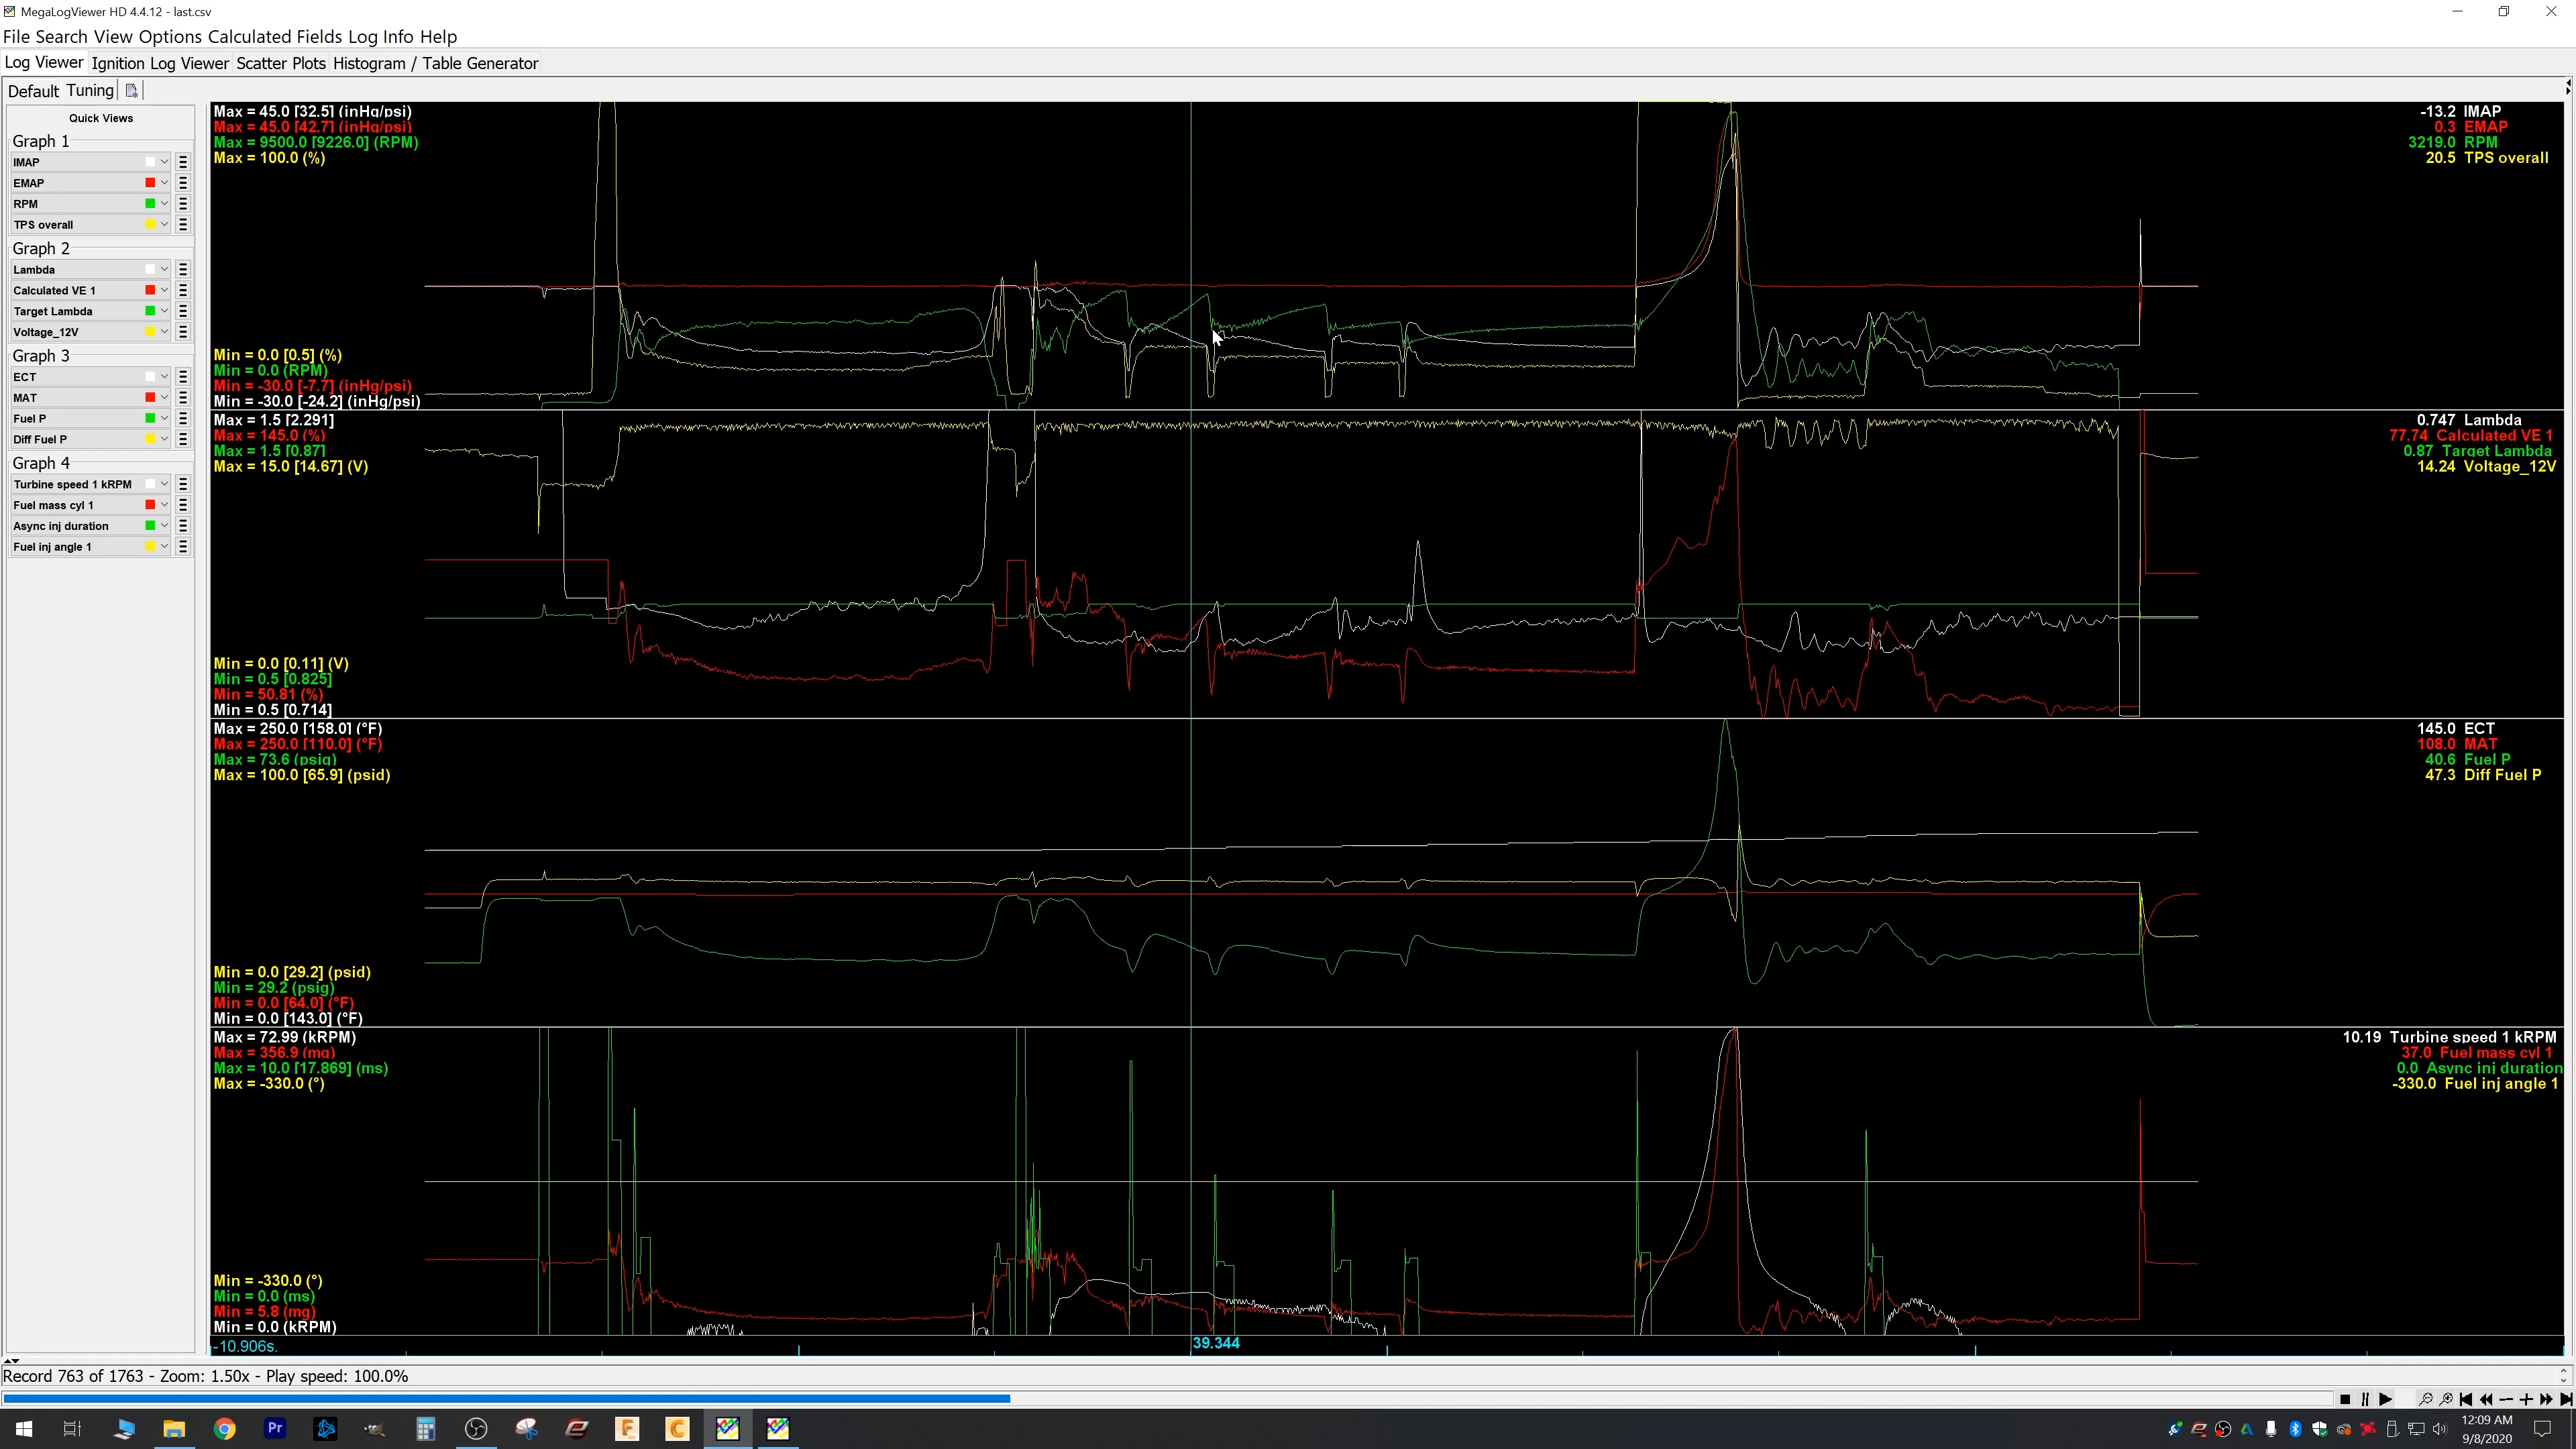 MegaLogViewer HD 4.4.12 - last.csv
File Search View Options Calculated Fields Log Info Help
Log Viewer Ignition Log Viewer Scatter Plots Histogram / Table Generator
Default Tuning
Quick Views
Graph 1
IMAP
EMAP
RPM
TPS overall
Graph 2
Lambda
Calculated VE 1
Target Lambda
Voltage_12V
Graph 3
ECT
MAT
Fuel P
Diff Fuel P
Graph 4
Turbine speed 1 kRPM
Fuel mass cyl 1
Async inj duration
Fuel inj angle 1
Max = 45.0 [32.5] (inHg/psi)
Max = 45.0 [42.7] (inHg/psi)
Max = 9500.0 [9226.0] (RPM)
Max = 100.0 (%)
-13.2 IMAP
0.3 EMAP
3219.0 RPM
20.5 TPS overall
Min = 0.0 [0.5] (%)
Min = 0.0 (RPM)
Min = -30.0 [-7.7] (inHg/psi)
Min = -30.0 [-24.2] (inHg/psi)
Max = 1.5 [2.291]
Max = 145.0 (%)
Max = 1.5 [0.87]
Max = 15.0 [14.67] (V)
0.747 Lambda
77.74 Calculated VE 1
0.87 Target Lambda
14.24 Voltage_12V
Min = 0.0 [0.11] (V)
Min = 0.5 [0.825]
Min = 50.81 (%)
Min = 0.5 [0.714]
Max = 250.0 [158.0] (°F)
Max = 250.0 [110.0] (°F)
Max = 73.6 (psig)
Max = 100.0 [65.9] (psid)
145.0 ECT
108.0 MAT
40.6 Fuel P
47.3 Diff Fuel P
Min = 0.0 [29.2] (psid)
Min = 29.2 (psig)
Min = 0.0 [64.0] (°F)
Min = 0.0 [143.0] (°F)
Max = 72.99 (kRPM)
Max = 356.9 (mg)
Max = 10.0 [17.869] (ms)
Max = -330.0 (°)
10.19 Turbine speed 1 kRPM
37.0 Fuel mass cyl 1
0.0 Async inj duration
-330.0 Fuel inj angle 1
Min = -330.0 (°)
Min = 0.0 (ms)
Min = 5.8 (mg)
Min = 0.0 (kRPM)
-10.906s.
39.344
Record 763 of 1763 - Zoom: 1.50x - Play speed: 100.0%
Pr
F
C
12:09 AM
9/8/2020